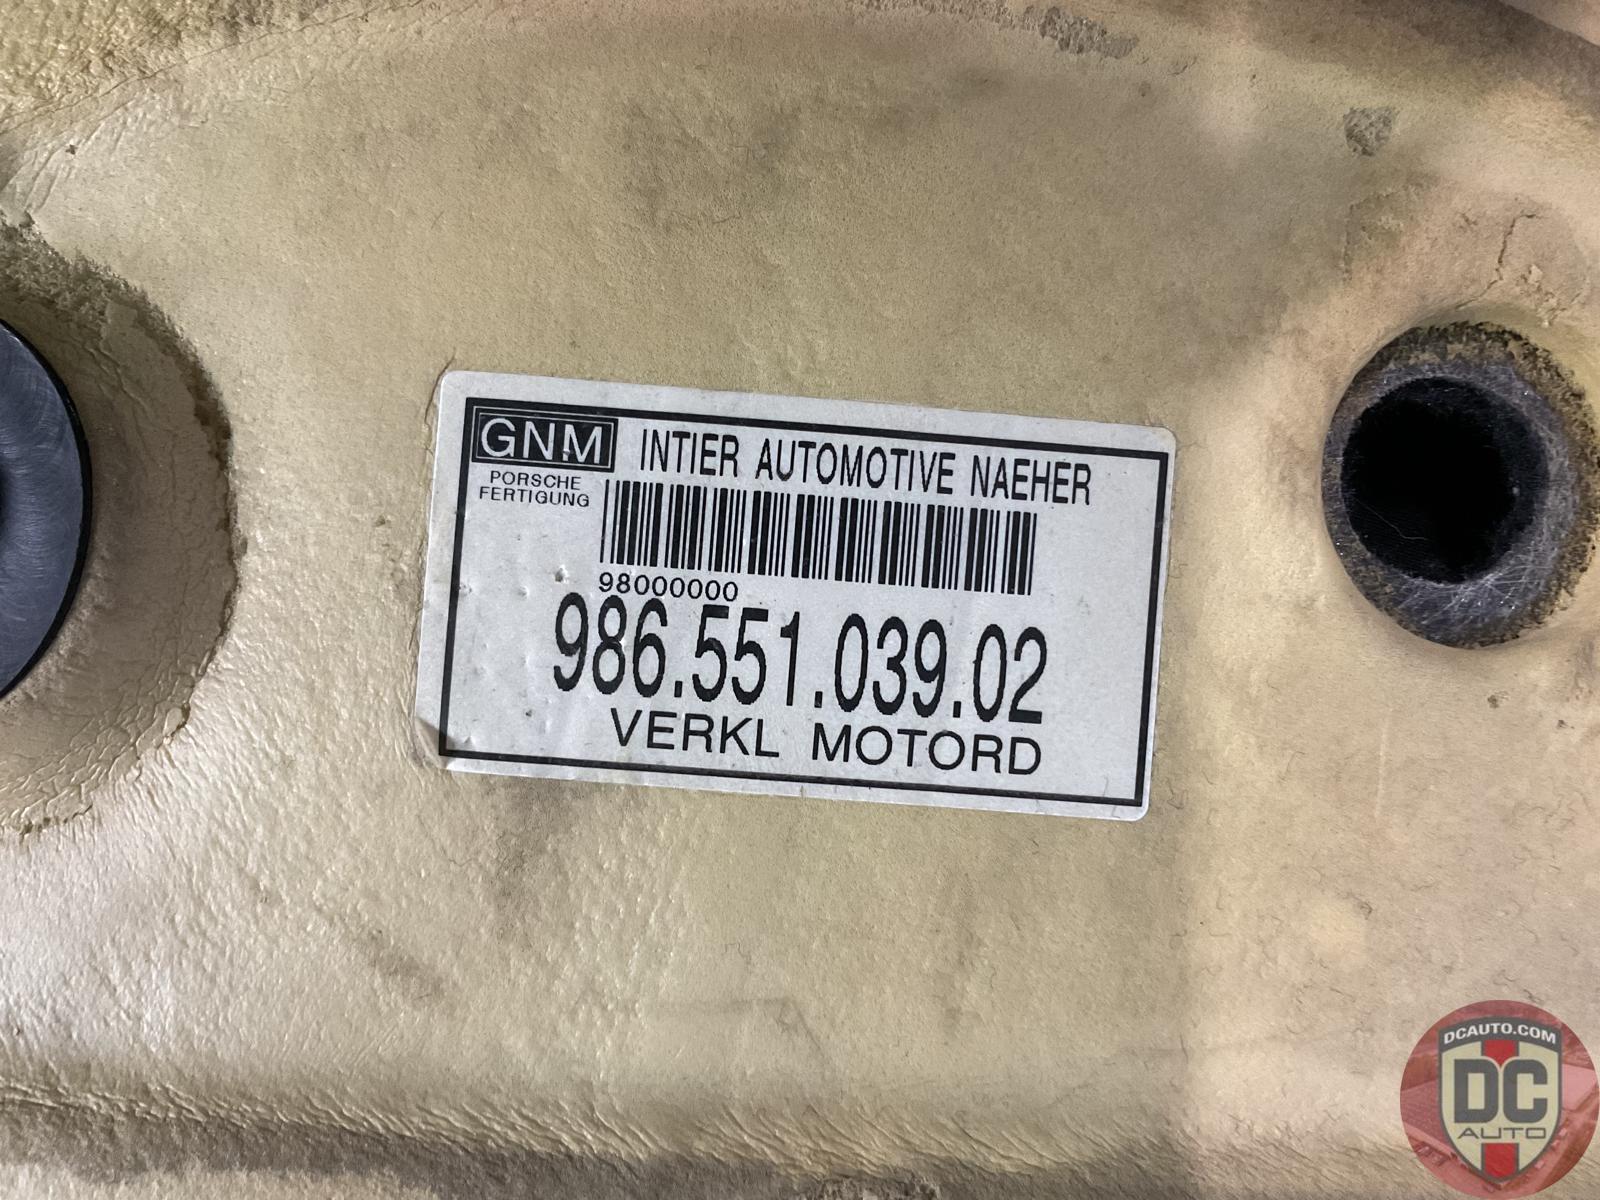 GNM INTIER AUTOMOTIVE NAEHER
PORSCHE
FERTIGUNG
98000000
986.551.039.02
VERKL MOTORD
DCAUTO.COM
DC
AUTO